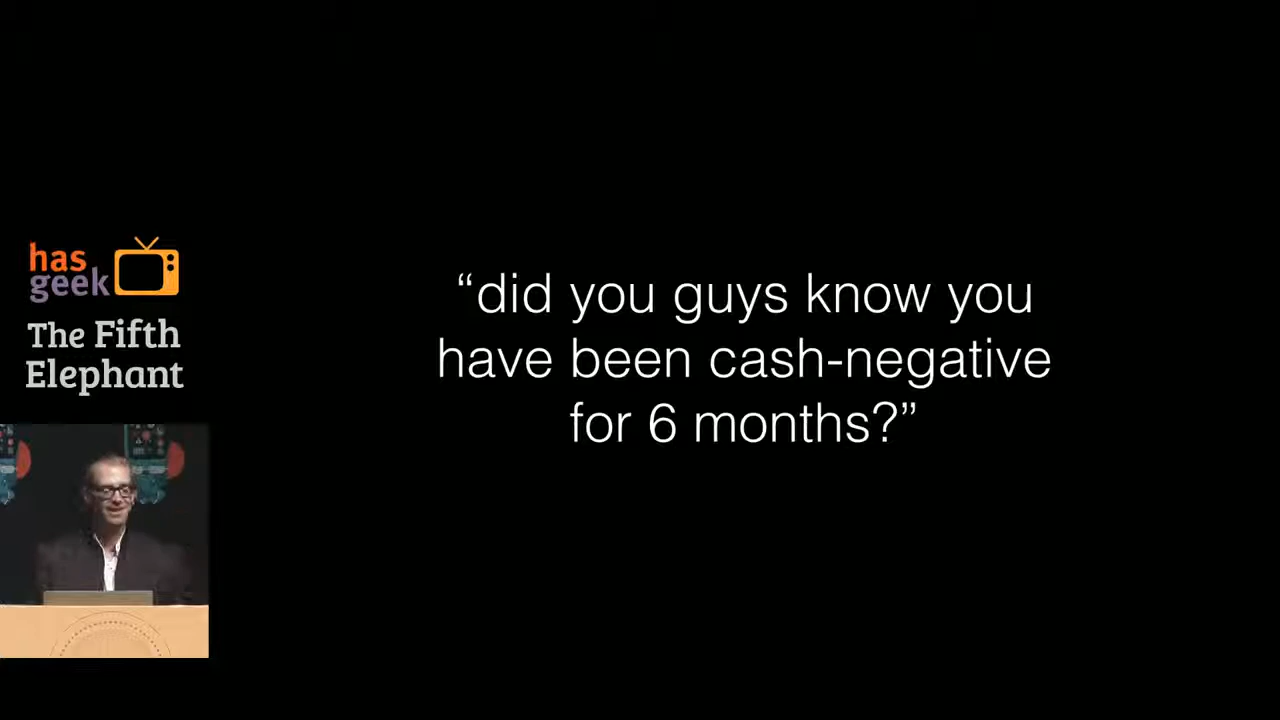 has
geek
The Fifth
Elephant
“did you guys know you
have been cash-negative
for 6 months?”